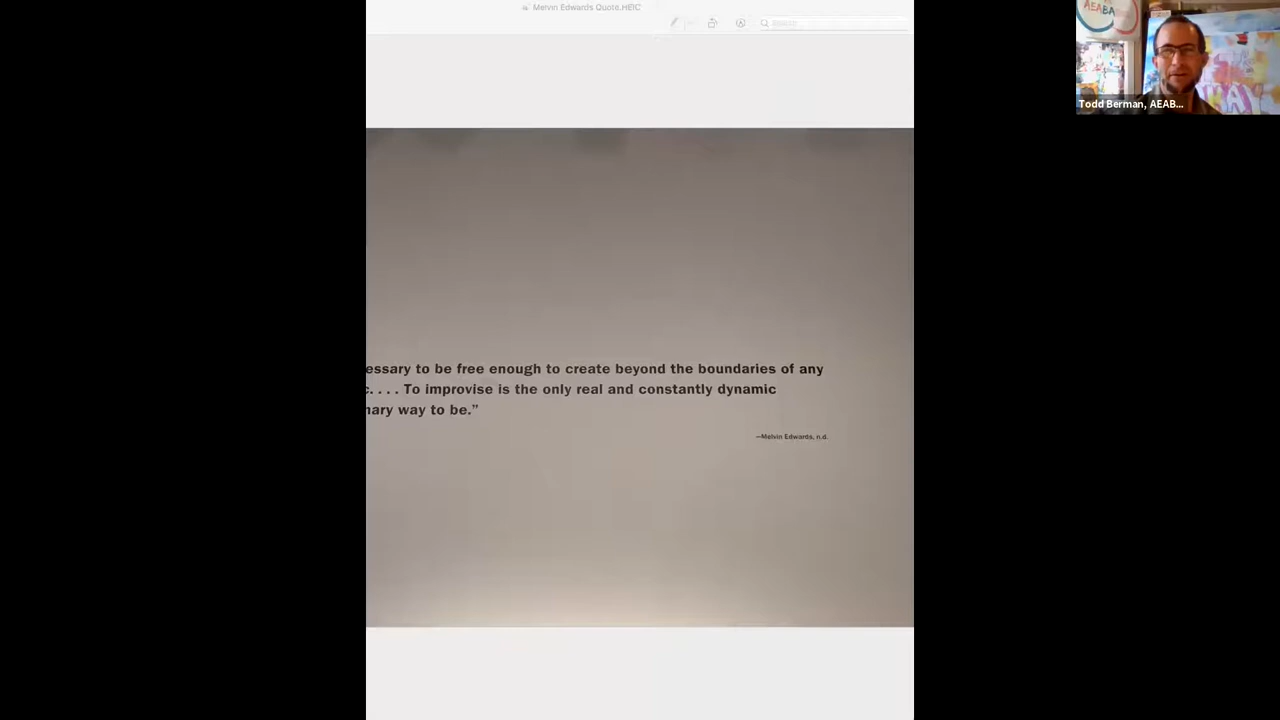 Melvin Edwards Quote.HEIC
AEABA
Todd Berman, AEAB...
essary to be free enough to create beyond the boundaries of any
c. . . . To improvise is the only real and constantly dynamic
nary way to be.”
—Melvin Edwards, n.d.